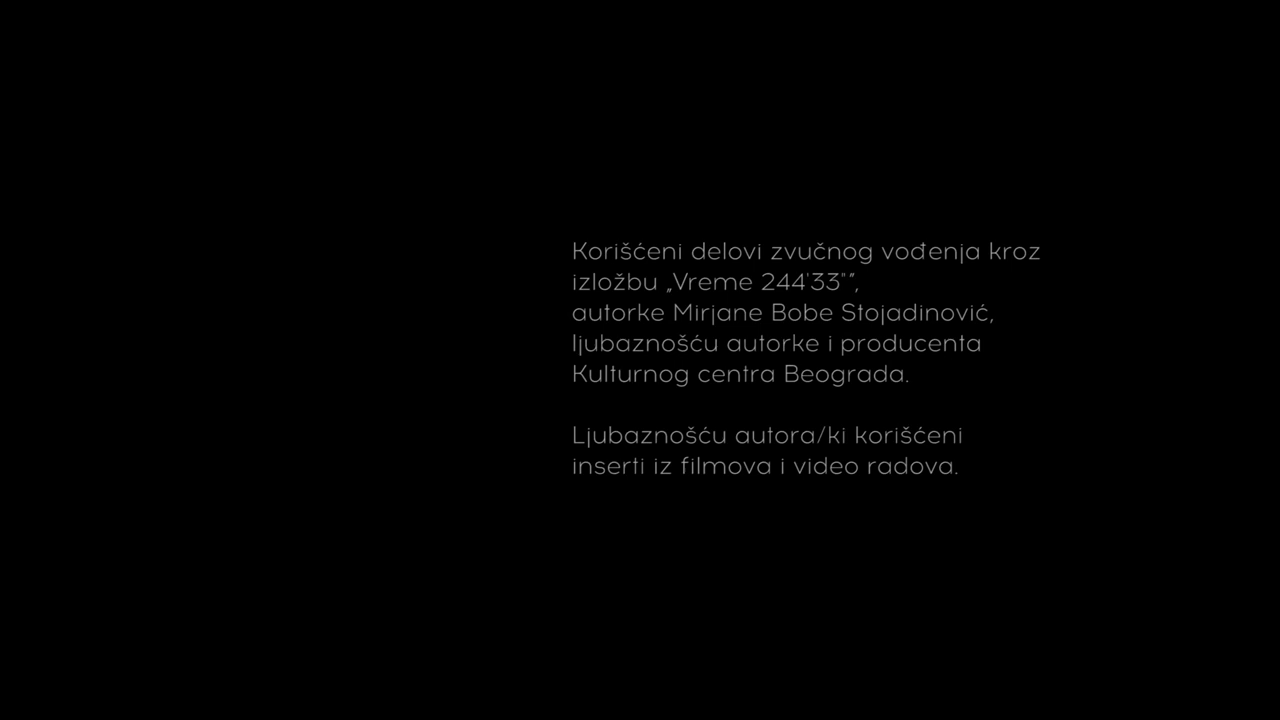 Korišćeni delovi zvučnog vođenja kroz
izložbu „Vreme 244'33"”,
autorke Mirjane Bobe Stojadinović,
ljubaznošću autorke i producenta
Kulturnog centra Beograda.
Ljubaznošću autora/ki korišćeni
inserti iz filmova i video radova.